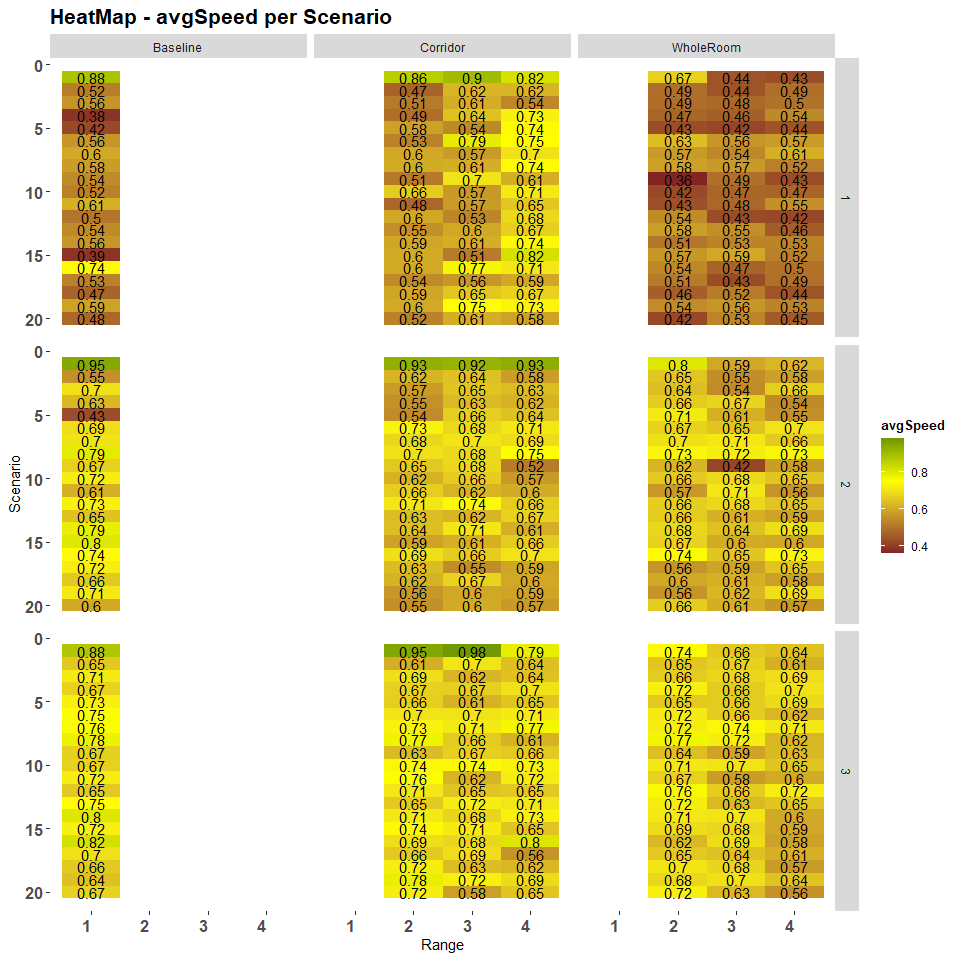 HeatMap - avgSpeed per Scenario
Baseline Corridor WholeRoom
0
0.88 0.86 0.9 0.82 0.67 0.44 0.43
0.52 0.47 0.62 0.62 0.49 0.44 0.49
0.56 0.51 0.61 0.54 0.49 0.48 0.5
0.38 0.49 0.64 0.73 0.47 0.46 0.54
5 0.42 0.58 0.54 0.74 0.43 0.42 0.44
0.56 0.53 0.79 0.75 0.63 0.56 0.57
0.6 0.6 0.57 0.7 0.57 0.54 0.61
0.58 0.6 0.61 0.74 0.58 0.57 0.52
0.54 0.51 0.7 0.61 0.36 0.49 0.43
10 0.52 0.66 0.57 0.71 0.42 0.47 0.47
0.61 0.48 0.57 0.65 0.43 0.48 0.55
0.5 0.6 0.53 0.68 0.54 0.43 0.42
0.54 0.55 0.6 0.67 0.58 0.55 0.46
0.56 0.59 0.61 0.74 0.51 0.53 0.53
15 0.39 0.6 0.51 0.82 0.57 0.59 0.52
0.74 0.6 0.77 0.71 0.54 0.47 0.5
0.53 0.54 0.56 0.59 0.51 0.43 0.49
0.47 0.59 0.65 0.67 0.46 0.52 0.44
0.59 0.6 0.75 0.73 0.54 0.56 0.53
20 0.48 0.52 0.61 0.58 0.42 0.53 0.45
1
0
0.95 0.93 0.92 0.93 0.8 0.59 0.62
0.55 0.62 0.64 0.58 0.65 0.55 0.58
0.7 0.57 0.65 0.63 0.64 0.54 0.66
0.63 0.55 0.63 0.62 0.66 0.67 0.54
5 0.43 0.54 0.66 0.64 0.71 0.61 0.55
0.69 0.73 0.68 0.71 0.67 0.65 0.7
0.7 0.68 0.7 0.69 0.7 0.71 0.66
0.79 0.7 0.68 0.75 0.73 0.72 0.73
0.67 0.65 0.68 0.52 0.62 0.42 0.58
10 0.72 0.62 0.66 0.57 0.66 0.68 0.65
0.61 0.66 0.62 0.6 0.57 0.71 0.56
0.73 0.71 0.74 0.66 0.66 0.68 0.65
0.65 0.63 0.62 0.67 0.66 0.61 0.59
0.79 0.64 0.71 0.61 0.68 0.64 0.69
15 0.8 0.59 0.61 0.66 0.67 0.6 0.6
0.74 0.69 0.66 0.7 0.74 0.65 0.73
0.72 0.63 0.55 0.59 0.56 0.59 0.65
0.66 0.62 0.67 0.6 0.6 0.61 0.58
0.71 0.66 0.6 0.59 0.56 0.62 0.69
20 0.6 0.55 0.6 0.57 0.66 0.61 0.57
2
0
0.88 0.95 0.98 0.79 0.74 0.66 0.64
0.65 0.61 0.7 0.64 0.65 0.67 0.61
0.71 0.69 0.62 0.64 0.66 0.68 0.69
0.67 0.67 0.67 0.7 0.72 0.66 0.7
5 0.73 0.66 0.61 0.65 0.65 0.66 0.69
0.75 0.7 0.7 0.71 0.72 0.66 0.62
0.76 0.73 0.71 0.77 0.72 0.74 0.71
0.78 0.77 0.66 0.61 0.77 0.72 0.62
0.67 0.63 0.67 0.66 0.64 0.59 0.63
10 0.67 0.74 0.74 0.73 0.71 0.7 0.65
0.72 0.76 0.62 0.72 0.67 0.58 0.6
0.65 0.71 0.65 0.65 0.76 0.66 0.72
0.75 0.65 0.72 0.71 0.72 0.63 0.65
0.8 0.71 0.68 0.73 0.71 0.7 0.6
15 0.72 0.74 0.71 0.65 0.69 0.68 0.59
0.82 0.69 0.68 0.8 0.62 0.69 0.58
0.7 0.66 0.69 0.56 0.65 0.64 0.61
0.66 0.72 0.63 0.62 0.7 0.68 0.57
0.64 0.78 0.72 0.69 0.68 0.7 0.64
20 0.67 0.72 0.58 0.65 0.72 0.63 0.56
3
1 2 3 4 1 2 3 4 1 2 3 4
Range
Scenario
avgSpeed
0.8
0.6
0.4